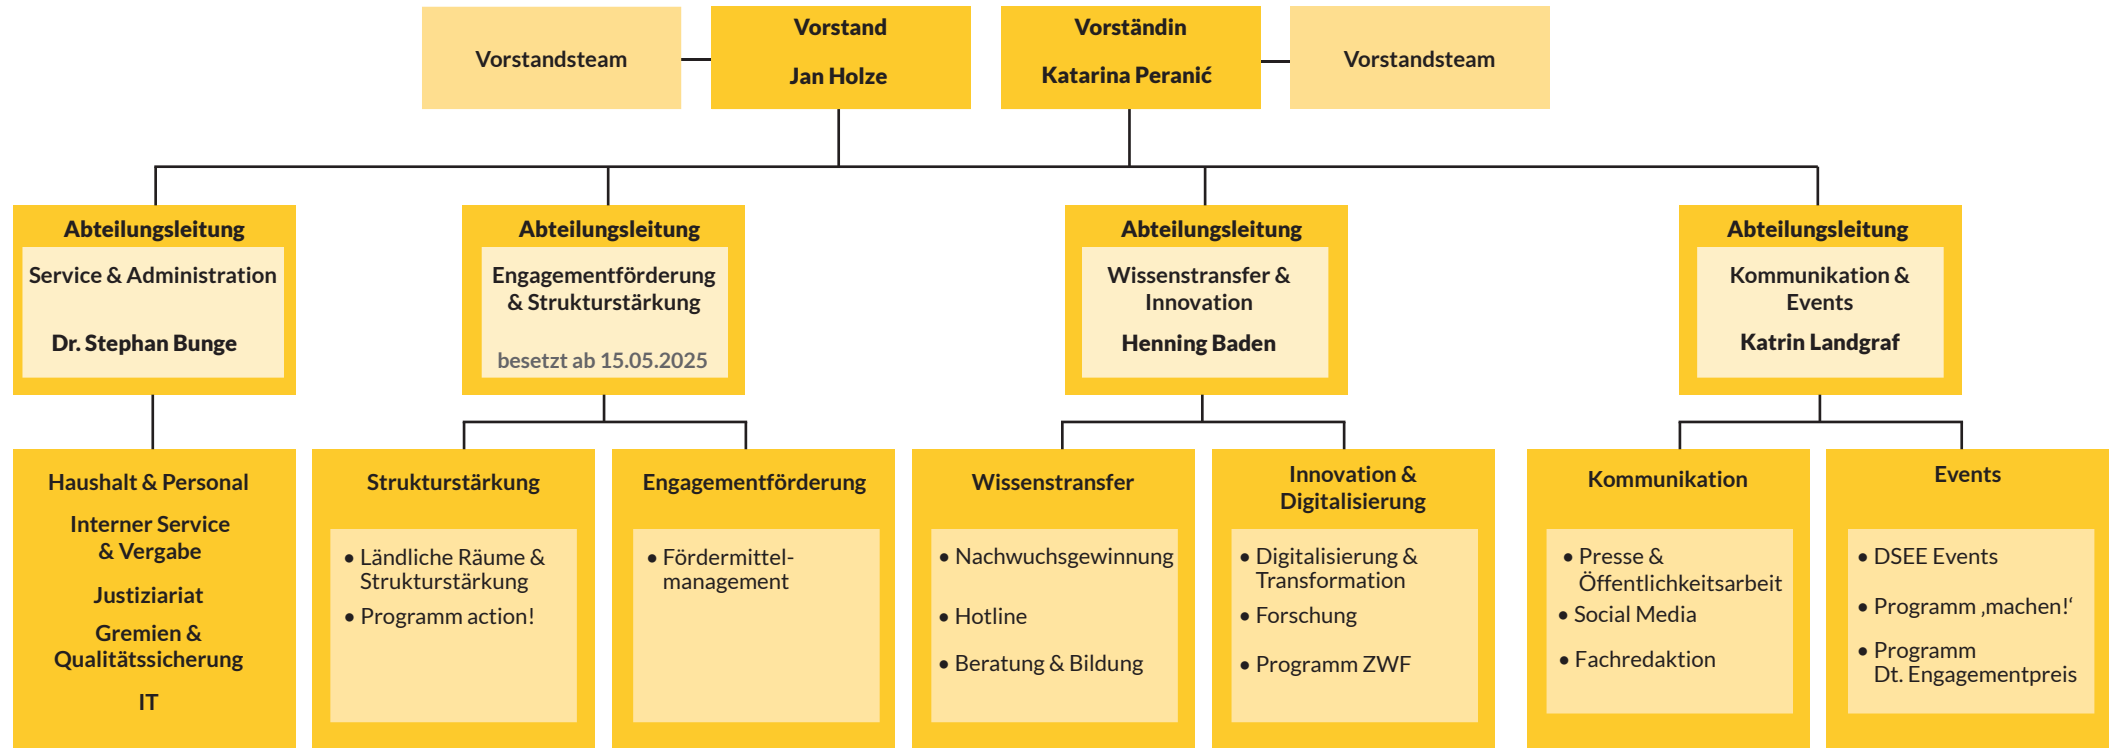 Vorstandsteam
Vorstand
Jan Holze
Vorständin
Katarina Peranić
Vorstandsteam
Abteilungsleitung
Service & Administration
Dr. Stephan Bunge
Abteilungsleitung
Engagementförderung
& Strukturstärkung
besetzt ab 15.05.2025
Abteilungsleitung
Wissenstransfer &
Innovation
Henning Baden
Abteilungsleitung
Kommunikation &
Events
Katrin Landgraf
Haushalt & Personal
Interner Service
& Vergabe
Justiziariat
Gremien &
Qualitätssicherung
IT
Strukturstärkung
• Ländliche Räume &
Strukturstärkung
• Programm action!
Engagementförderung
• Fördermittel-
management
Wissenstransfer
• Nachwuchsgewinnung
• Hotline
• Beratung & Bildung
Innovation &
Digitalisierung
• Digitalisierung &
Transformation
• Forschung
• Programm ZWF
Kommunikation
• Presse &
Öffentlichkeitsarbeit
• Social Media
• Fachredaktion
Events
• DSEE Events
• Programm ‚machen!‘
• Programm
Dt. Engagementpreis